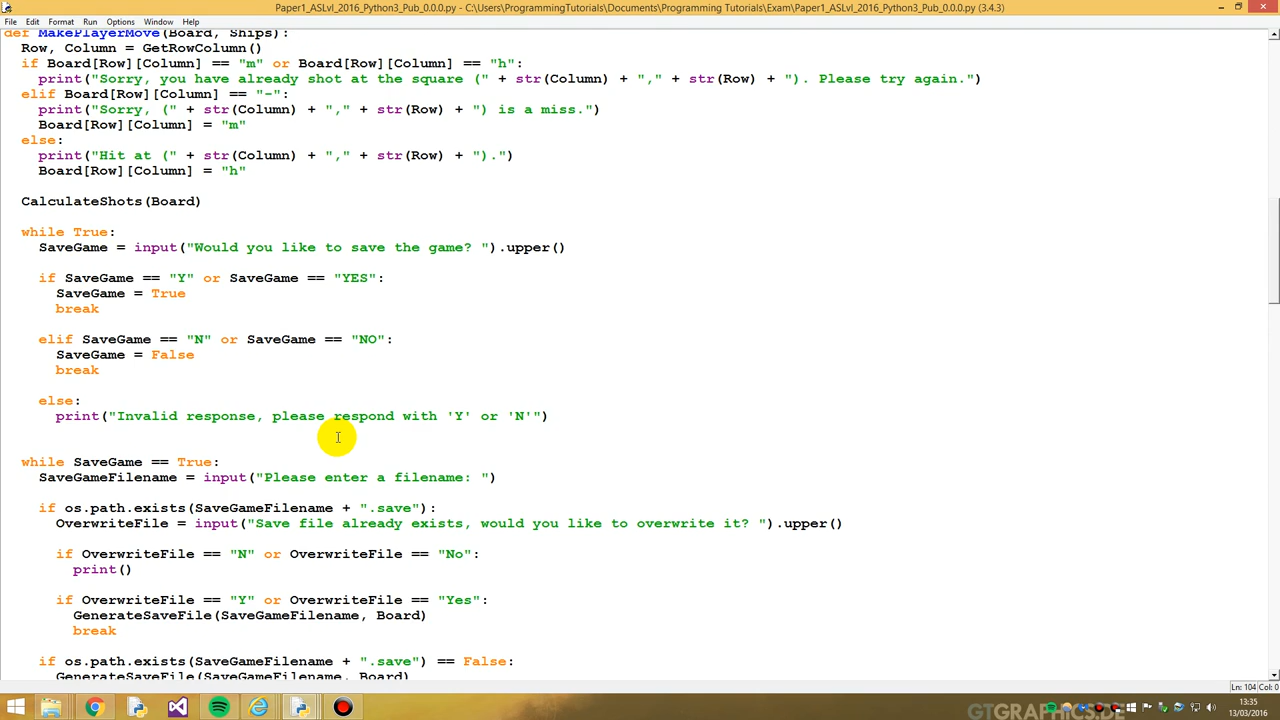 Paper1_ASLvl_2016_Python3_Pub_0.0.0.py - C:\Users\ProgrammingTutorials\Documents\Programming Tutorials\Exam\Paper1_ASLvl_2016_Python3_Pub_0.0.0.py (3.4.3)
File Edit Format Run Options Window Help
def MakePlayerMove(Board, Ships):
Row, Column = GetRowColumn()
if Board[Row][Column] == "m" or Board[Row][Column] == "h":
print("Sorry, you have already shot at the square (" + str(Column) + "," + str(Row) + "). Please try again.")
elif Board[Row][Column] == "-":
print("Sorry, (" + str(Column) + "," + str(Row) + ") is a miss.")
Board[Row][Column] = "m"
else:
print("Hit at (" + str(Column) + "," + str(Row) + ").")
Board[Row][Column] = "h"
CalculateShots(Board)
while True:
SaveGame = input("Would you like to save the game? ").upper()
if SaveGame == "Y" or SaveGame == "YES":
SaveGame = True
break
elif SaveGame == "N" or SaveGame == "NO":
SaveGame = False
break
else:
print("Invalid response, please respond with 'Y' or 'N'")
while SaveGame == True:
SaveGameFilename = input("Please enter a filename: ")
if os.path.exists(SaveGameFilename + ".save"):
OverwriteFile = input("Save file already exists, would you like to overwrite it? ").upper()
if OverwriteFile == "N" or OverwriteFile == "No":
print()
if OverwriteFile == "Y" or OverwriteFile == "Yes":
GenerateSaveFile(SaveGameFilename, Board)
break
if os.path.exists(SaveGameFilename + ".save") == False:
GenerateSaveFile(SaveGameFilename, Board)
Ln: 104 Col: 0
13:35
13/03/2016